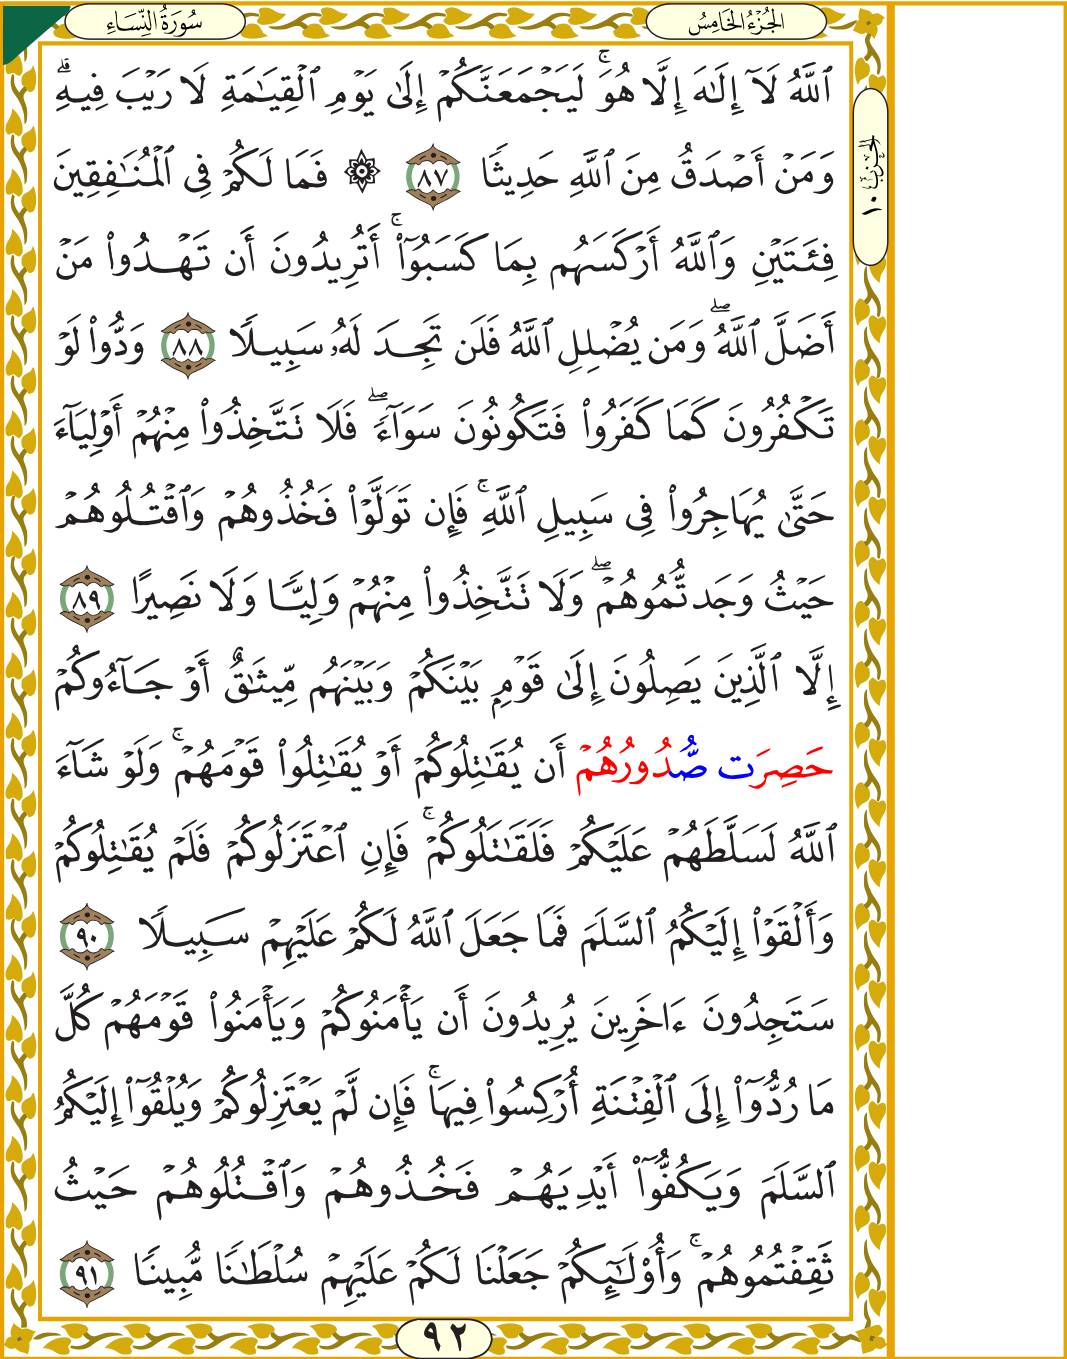 الجُزْءُ الخَامِسُ
سُورَةُ النِّسَاءِ
ٱللَّهُ لَآ إِلَٰهَ إِلَّا هُوَۚ لَيَجْمَعَنَّكُمْ إِلَىٰ يَوْمِ ٱلْقِيَٰمَةِ لَا رَيْبَ فِيهِۗ
وَمَنْ أَصْدَقُ مِنَ ٱللَّهِ حَدِيثًا ٨٧ ۞ فَمَا لَكُمْ فِى ٱلْمُنَٰفِقِينَ
فِئَتَيْنِ وَٱللَّهُ أَرْكَسَهُم بِمَا كَسَبُوٓا۟ۚ أَتُرِيدُونَ أَن تَهْدُوا۟ مَنْ
أَضَلَّ ٱللَّهُۖ وَمَن يُضْلِلِ ٱللَّهُ فَلَن تَجِدَ لَهُۥ سَبِيلًا ٨٨ وَدُّوا۟ لَوْ
تَكْفُرُونَ كَمَا كَفَرُوا۟ فَتَكُونُونَ سَوَآءًۖ فَلَا تَتَّخِذُوا۟ مِنْهُمْ أَوْلِيَآءَ
حَتَّىٰ يُهَاجِرُوا۟ فِى سَبِيلِ ٱللَّهِۚ فَإِن تَوَلَّوْا۟ فَخُذُوهُمْ وَٱقْتُلُوهُمْ
حَيْثُ وَجَدتُّمُوهُمْۖ وَلَا تَتَّخِذُوا۟ مِنْهُمْ وَلِيًّا وَلَا نَصِيرًا ٨٩
إِلَّا ٱلَّذِينَ يَصِلُونَ إِلَىٰ قَوْمٍۭ بَيْنَكُمْ وَبَيْنَهُم مِّيثَٰقٌ أَوْ جَآءُوكُمْ
حَصِرَت صُّدُورُهُمْ أَن يُقَٰتِلُوكُمْ أَوْ يُقَٰتِلُوا۟ قَوْمَهُمْۚ وَلَوْ شَآءَ
ٱللَّهُ لَسَلَّطَهُمْ عَلَيْكُمْ فَلَقَٰتَلُوكُمْۚ فَإِنِ ٱعْتَزَلُوكُمْ فَلَمْ يُقَٰتِلُوكُمْ
وَأَلْقَوْا۟ إِلَيْكُمُ ٱلسَّلَمَ فَمَا جَعَلَ ٱللَّهُ لَكُمْ عَلَيْهِمْ سَبِيلًا ٩٠
سَتَجِدُونَ ءَاخَرِينَ يُرِيدُونَ أَن يَأْمَنُوكُمْ وَيَأْمَنُوا۟ قَوْمَهُمْ كُلَّ
مَا رُدُّوٓا۟ إِلَى ٱلْفِتْنَةِ أُرْكِسُوا۟ فِيهَاۚ فَإِن لَّمْ يَعْتَزِلُوكُمْ وَيُلْقُوٓا۟ إِلَيْكُمُ
ٱلسَّلَمَ وَيَكُفُّوٓا۟ أَيْدِيَهُمْ فَخُذُوهُمْ وَٱقْتُلُوهُمْ حَيْثُ
ثَقِفْتُمُوهُمْۚ وَأُو۟لَٰٓئِكُمْ جَعَلْنَا لَكُمْ عَلَيْهِمْ سُلْطَٰنًا مُّبِينًا ٩١
٩٢